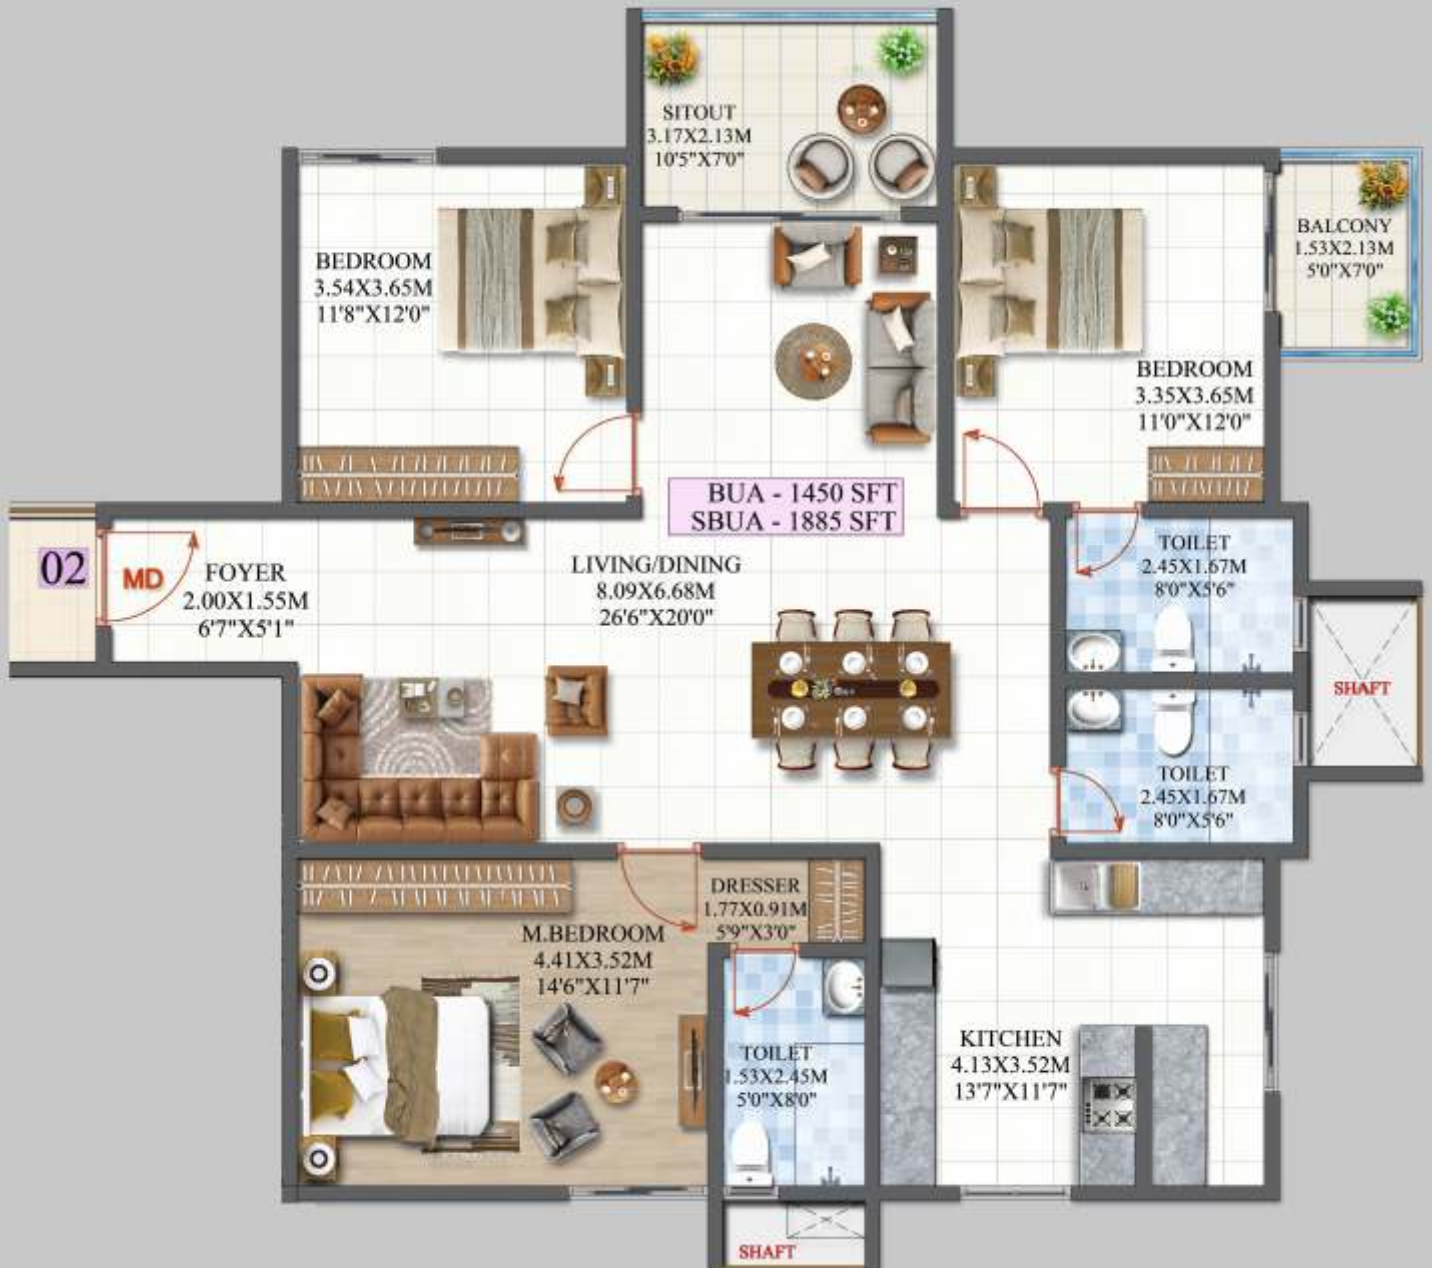 SITOUT
3.17X2.13M
10'5"X7'0"
BEDROOM
3.54X3.65M
11'8"X12'0"
BALCONY
1.53X2.13M
5'0"X7'0"
BEDROOM
3.35X3.65M
11'0"X12'0"
BUA - 1450 SFT
SBUA - 1885 SFT
02
MD
FOYER
2.00X1.55M
6'7"X5'1"
LIVING/DINING
8.09X6.68M
26'6"X20'0"
TOILET
2.45X1.67M
8'0"X5'6"
SHAFT
TOILET
2.45X1.67M
8'0"X5'6"
DRESSER
1.77X0.91M
5'9"X3'0"
M.BEDROOM
4.41X3.52M
14'6"X11'7"
TOILET
1.53X2.45M
5'0"X8'0"
KITCHEN
4.13X3.52M
13'7"X11'7"
SHAFT